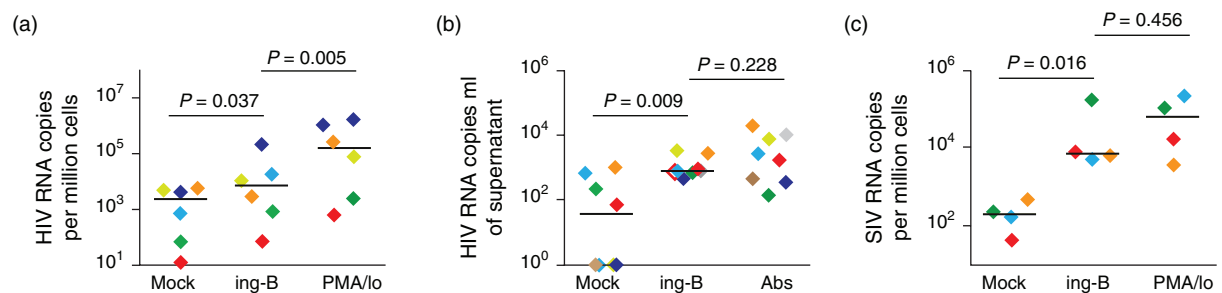 (a)
HIV RNA copies
per million cells
10^7
10^5
10^3
10^1
P = 0.005
P = 0.037
Mock
ing-B
PMA/lo
(b)
HIV RNA copies ml
of supernatant
10^6
10^4
10^2
10^0
P = 0.228
P = 0.009
Mock
ing-B
Abs
(c)
SIV RNA copies
per million cells
10^6
10^4
10^2
P = 0.456
P = 0.016
Mock
ing-B
PMA/lo